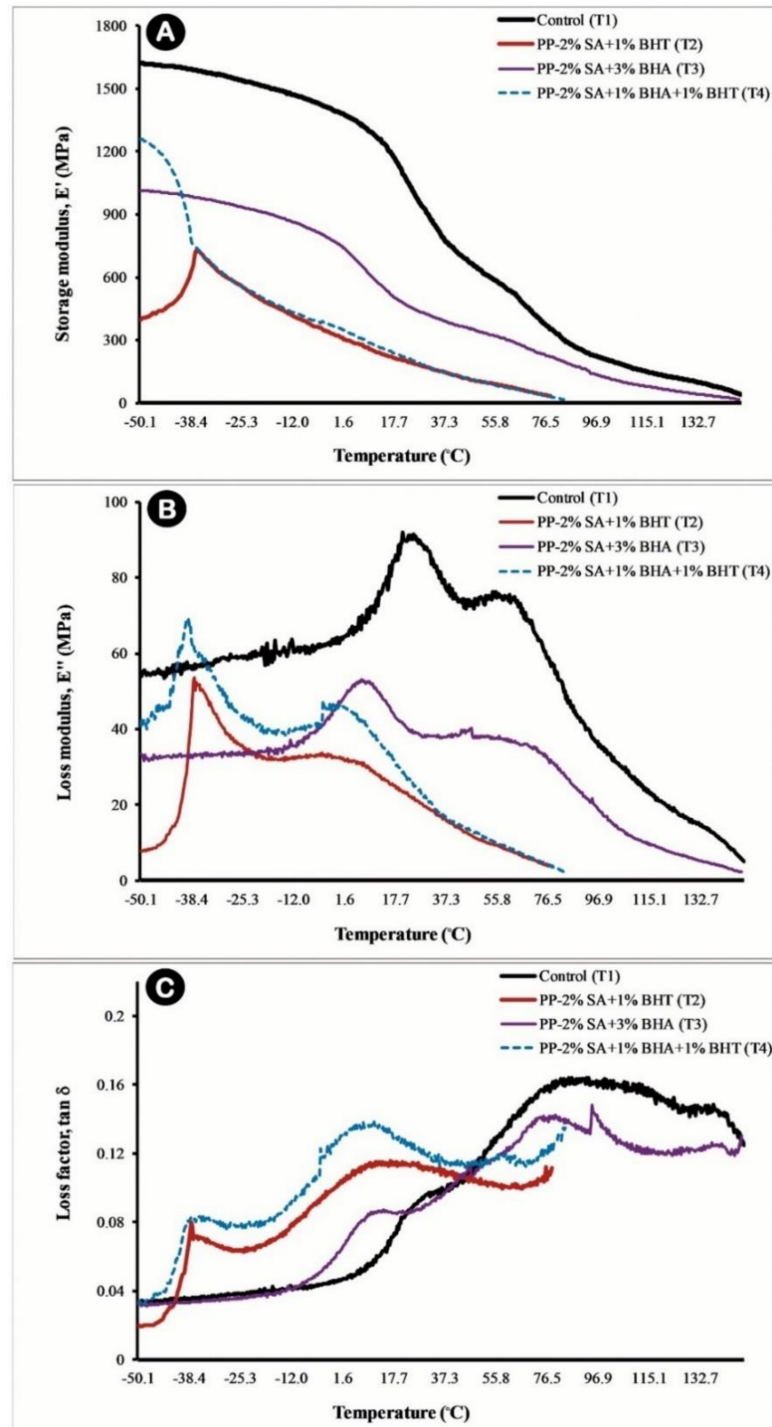 A
Control (T1)
PP-2% SA+1% BHT (T2)
PP-2% SA+3% BHA (T3)
PP-2% SA+1% BHA+1% BHT (T4)
Storage modulus, E' (MPa)
1800
1500
1200
900
600
300
0
-50.1 -38.4 -25.3 -12.0 1.6 17.7 37.3 55.8 76.5 96.9 115.1 132.7
Temperature (°C)
B
Control (T1)
PP-2% SA+1% BHT (T2)
PP-2% SA+3% BHA (T3)
PP-2% SA+1% BHA+1% BHT (T4)
Loss modulus, E'' (MPa)
100
80
60
40
20
0
-50.1 -38.4 -25.3 -12.0 1.6 17.7 37.3 55.8 76.5 96.9 115.1 132.7
Temperature (°C)
C
Control (T1)
PP-2% SA+1% BHT (T2)
PP-2% SA+3% BHA (T3)
PP-2% SA+1% BHA+1% BHT (T4)
Loss factor, tan δ
0.2
0.16
0.12
0.08
0.04
0
-50.1 -38.4 -25.3 -12.0 1.6 17.7 37.3 55.8 76.5 96.9 115.1 132.7
Temperature (°C)